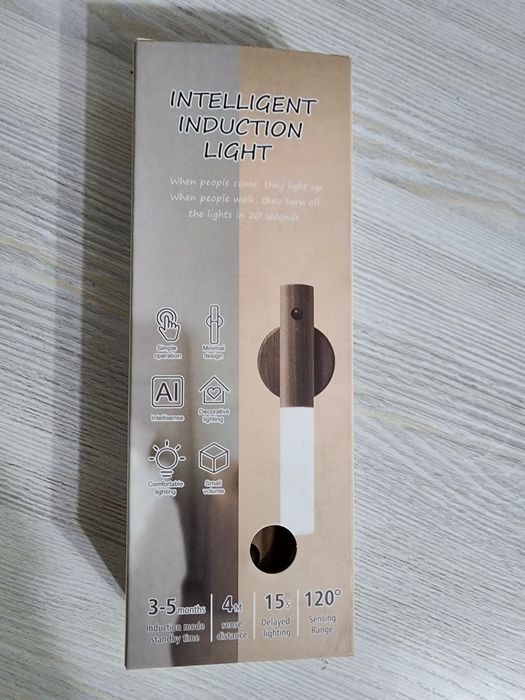 INTELLIGENT
INDUCTION
LIGHT
When people come, they light up.
When people walk, they turn off
the lights in 20 seconds
Simple
operation
Minimal
design
AI
Intellisense
Decorative
lighting
Comfortable
lighting
Small
volume
3-5 months
Induction mode
standby time
4M
sense
distance
15s
Delayed
lighting
120°
Sensing
Range